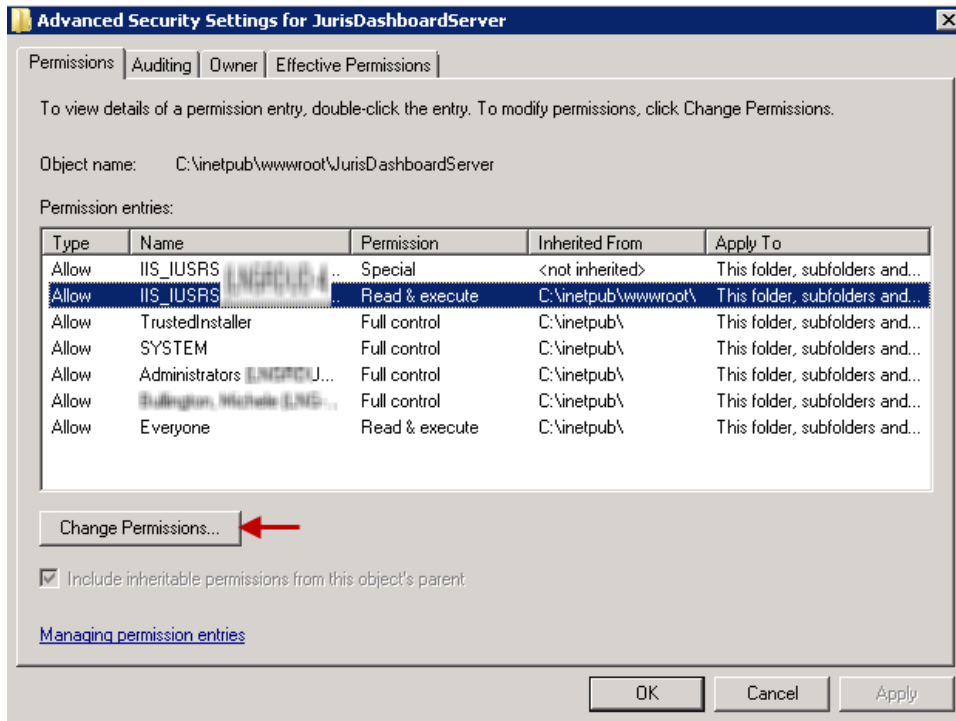 Advanced Security Settings for JurisDashboardServer
Permissions Auditing Owner Effective Permissions
To view details of a permission entry, double-click the entry. To modify permissions, click Change Permissions.
Object name: C:\inetpub\wwwroot\JurisDashboardServer
Permission entries:
Type Name Permission Inherited From Apply To
Allow IIS_IUSRS .. Special <not inherited> This folder, subfolders and...
Allow IIS_IUSRS .. Read & execute C:\inetpub\wwwroot\ This folder, subfolders and...
Allow TrustedInstaller Full control C:\inetpub\ This folder, subfolders and...
Allow SYSTEM Full control C:\inetpub\ This folder, subfolders and...
Allow Administrators U... Full control C:\inetpub\ This folder, subfolders and...
Allow Full control C:\inetpub\ This folder, subfolders and...
Allow Everyone Read & execute C:\inetpub\ This folder, subfolders and...
Change Permissions...
Include inheritable permissions from this object's parent
Managing permission entries
OK Cancel Apply